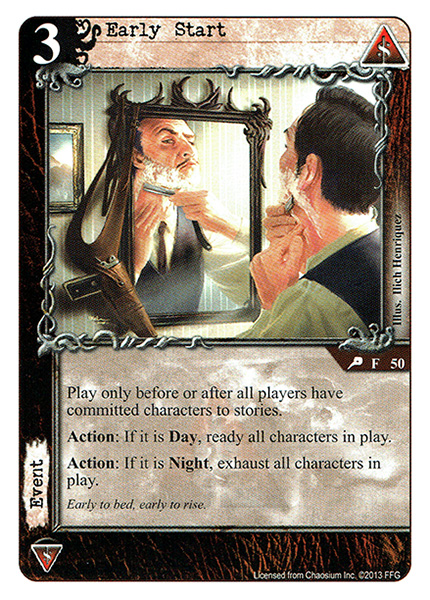 3
Early Start
Illus. Ilich Henriquez
F 50
Play only before or after all players have
committed characters to stories.
Action: If it is Day, ready all characters in play.
Action: If it is Night, exhaust all characters in
play.
Early to bed, early to rise.
Event
Licensed from Chaosium Inc. ©2013 FFG